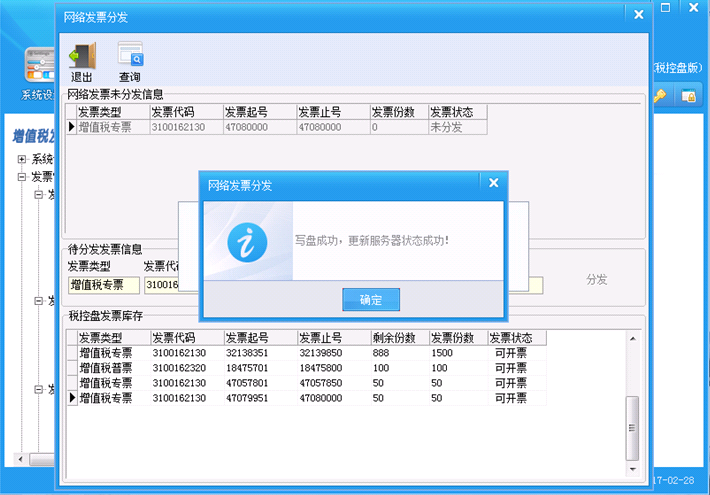 网络发票分发
(税控盘版)
退出 查询
系统设
网络发票未分发信息
发票类型 发票代码 发票起号 发票止号 发票份数 发票状态
增值税专票 3100162130 47080000 47080000 0 未分发
增值税发
系统
发票
网络发票分发
写盘成功，更新服务器状态成功！
确定
待分发发票信息
发票类型 发票代
增值税专票 310016
分发
税控盘发票库存
发票类型 发票代码 发票起号 发票止号 剩余份数 发票份数 发票状态
增值税专票 3100162130 32138351 32139850 888 1500 可开票
增值税普票 3100162320 18475701 18475800 100 100 可开票
增值税专票 3100162130 47057801 47057850 50 50 可开票
增值税专票 3100162130 47079951 47080000 50 50 可开票
17-02-28